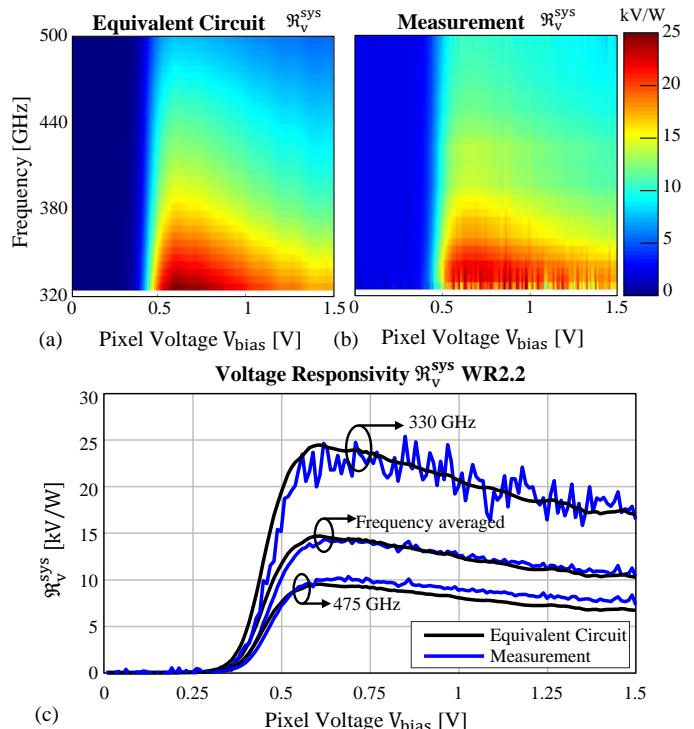 Equivalent Circuit ℜ_v^sys
Measurement ℜ_v^sys
kV/W
500
440
380
320
Frequency [GHz]
0
0.5
1.0
1.5
0
0.5
1.0
1.5
25
20
15
10
5
0
(a) Pixel Voltage V_bias [V]
(b) Pixel Voltage V_bias [V]
Voltage Responsivity ℜ_v^sys WR2.2
30
25
20
15
10
5
0
ℜ_v^sys [kV/W]
330 GHz
Frequency averaged
475 GHz
Equivalent Circuit
Measurement
0
0.25
0.5
0.75
1
1.25
1.5
(c) Pixel Voltage V_bias [V]